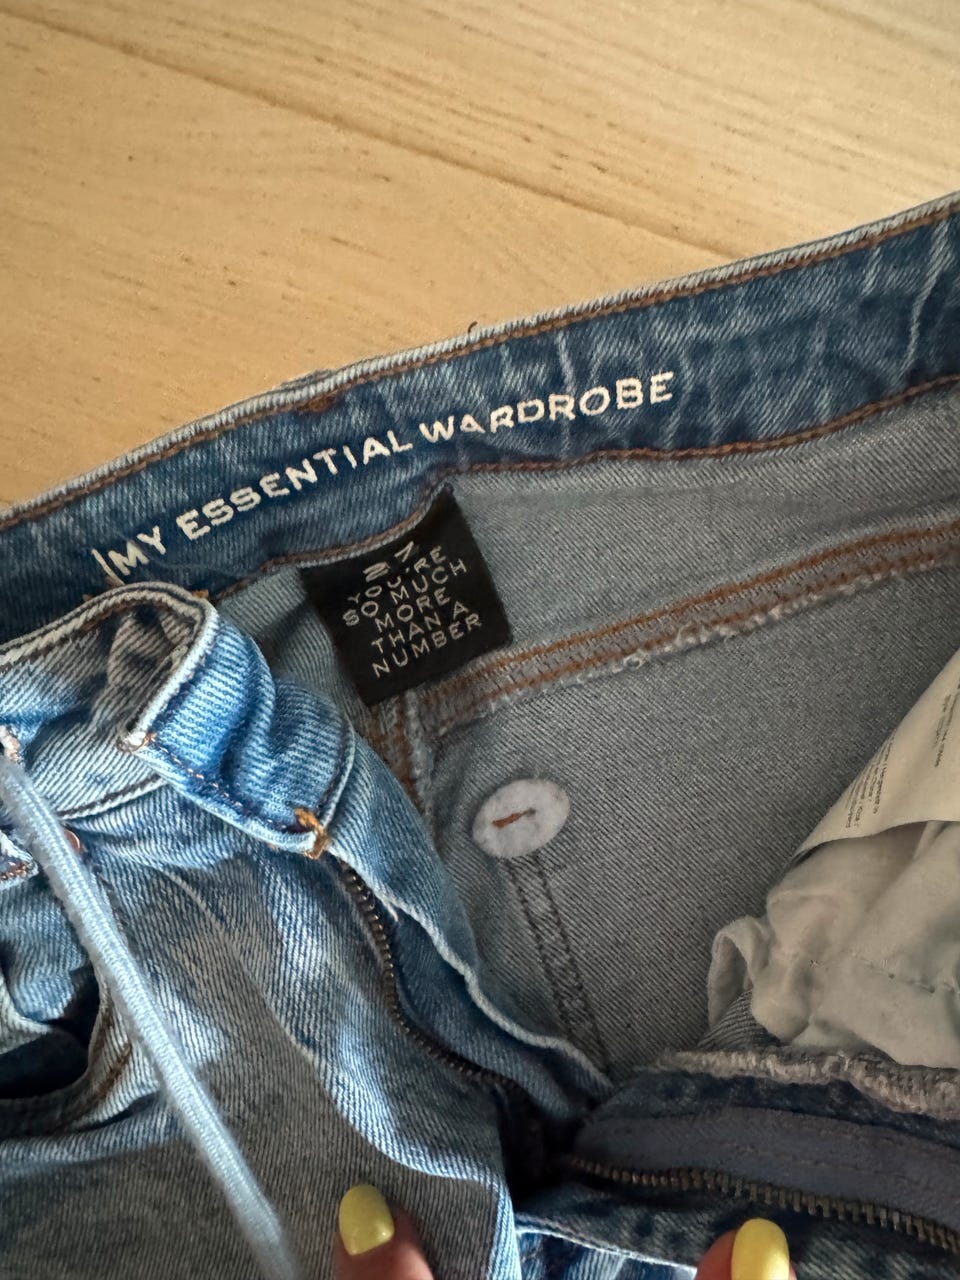 MY ESSENTIAL WARDROBE
27
YOU'RE
SO MUCH
MORE
THAN A
NUMBER